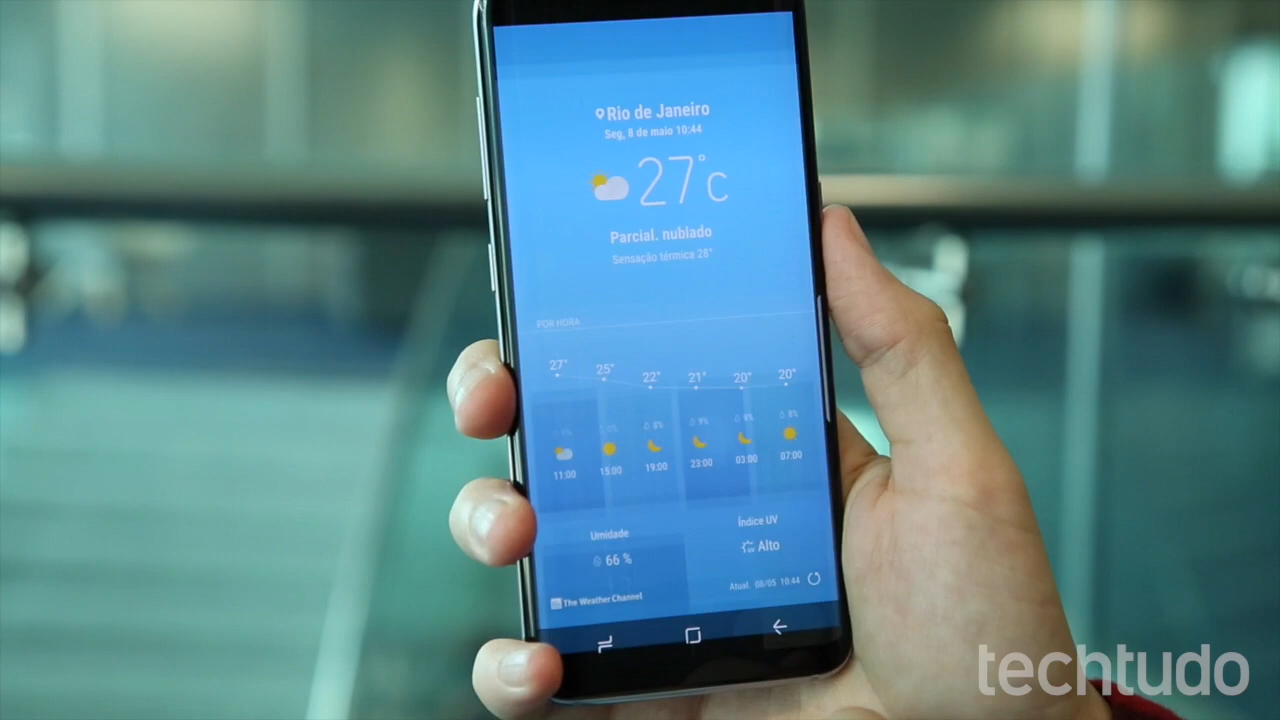 Rio de Janeiro
Seg, 8 de maio 10:44
27°C
Parcial. nublado
Sensação térmica 28°
POR HORA
27° 25° 22° 21° 20° 20°
8% 9% 8%
11:00 15:00 19:00 23:00 03:00 07:00
Umidade
66 %
Índice UV
UV Alto
Atual. 08/05 10:44
The Weather Channel
techtudo